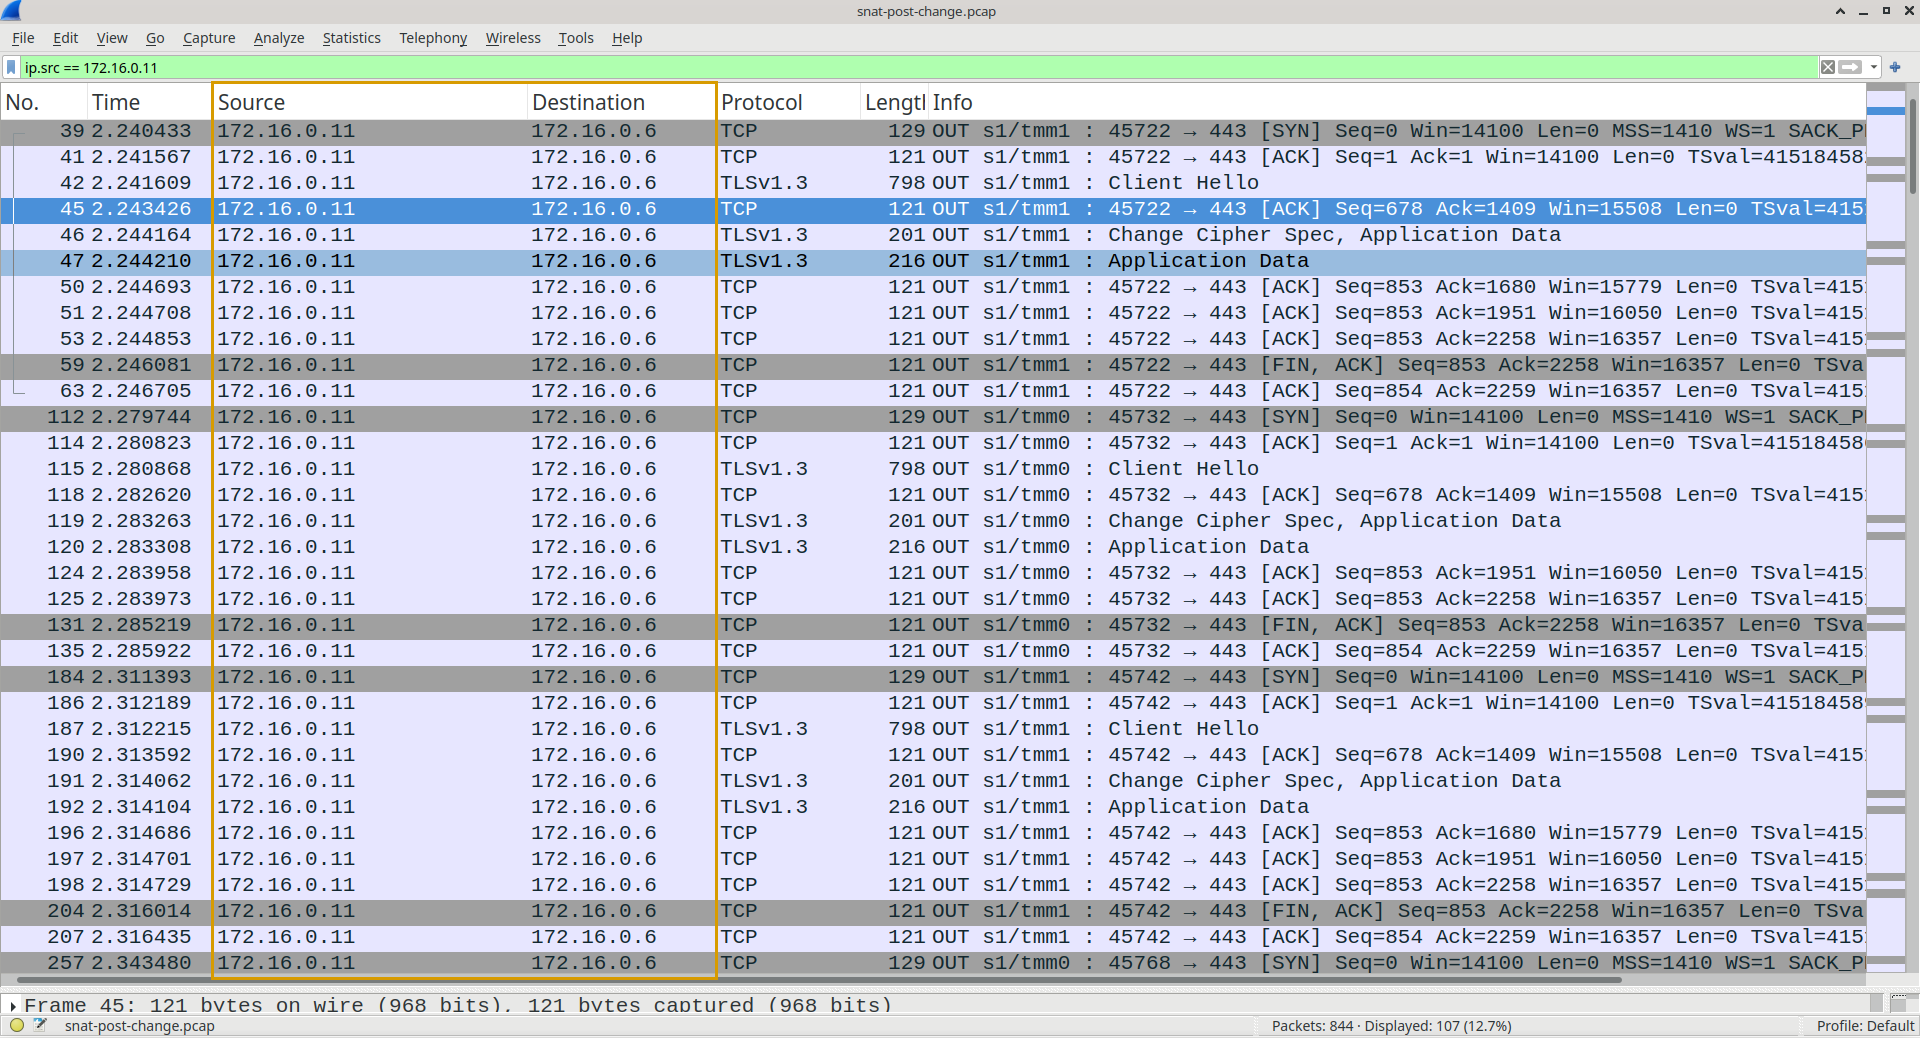 snat-post-change.pcap
File Edit View Go Capture Analyze Statistics Telephony Wireless Tools Help
ip.src == 172.16.0.11
No. Time Source Destination Protocol Lengtl Info
39 2.240433 172.16.0.11 172.16.0.6 TCP 129 OUT s1/tmm1 : 45722 → 443 [SYN] Seq=0 Win=14100 Len=0 MSS=1410 WS=1 SACK_P
41 2.241567 172.16.0.11 172.16.0.6 TCP 121 OUT s1/tmm1 : 45722 → 443 [ACK] Seq=1 Ack=1 Win=14100 Len=0 TSval=41518458
42 2.241609 172.16.0.11 172.16.0.6 TLSv1.3 798 OUT s1/tmm1 : Client Hello
45 2.243426 172.16.0.11 172.16.0.6 TCP 121 OUT s1/tmm1 : 45722 → 443 [ACK] Seq=678 Ack=1409 Win=15508 Len=0 TSval=415
46 2.244164 172.16.0.11 172.16.0.6 TLSv1.3 201 OUT s1/tmm1 : Change Cipher Spec, Application Data
47 2.244210 172.16.0.11 172.16.0.6 TLSv1.3 216 OUT s1/tmm1 : Application Data
50 2.244693 172.16.0.11 172.16.0.6 TCP 121 OUT s1/tmm1 : 45722 → 443 [ACK] Seq=853 Ack=1680 Win=15779 Len=0 TSval=415
51 2.244708 172.16.0.11 172.16.0.6 TCP 121 OUT s1/tmm1 : 45722 → 443 [ACK] Seq=853 Ack=1951 Win=16050 Len=0 TSval=415
53 2.244853 172.16.0.11 172.16.0.6 TCP 121 OUT s1/tmm1 : 45722 → 443 [ACK] Seq=853 Ack=2258 Win=16357 Len=0 TSval=415
59 2.246081 172.16.0.11 172.16.0.6 TCP 121 OUT s1/tmm1 : 45722 → 443 [FIN, ACK] Seq=853 Ack=2258 Win=16357 Len=0 TSva
63 2.246705 172.16.0.11 172.16.0.6 TCP 121 OUT s1/tmm1 : 45722 → 443 [ACK] Seq=854 Ack=2259 Win=16357 Len=0 TSval=415
112 2.279744 172.16.0.11 172.16.0.6 TCP 129 OUT s1/tmm0 : 45732 → 443 [SYN] Seq=0 Win=14100 Len=0 MSS=1410 WS=1 SACK_P
114 2.280823 172.16.0.11 172.16.0.6 TCP 121 OUT s1/tmm0 : 45732 → 443 [ACK] Seq=1 Ack=1 Win=14100 Len=0 TSval=41518458
115 2.280868 172.16.0.11 172.16.0.6 TLSv1.3 798 OUT s1/tmm0 : Client Hello
118 2.282620 172.16.0.11 172.16.0.6 TCP 121 OUT s1/tmm0 : 45732 → 443 [ACK] Seq=678 Ack=1409 Win=15508 Len=0 TSval=415
119 2.283263 172.16.0.11 172.16.0.6 TLSv1.3 201 OUT s1/tmm0 : Change Cipher Spec, Application Data
120 2.283308 172.16.0.11 172.16.0.6 TLSv1.3 216 OUT s1/tmm0 : Application Data
124 2.283958 172.16.0.11 172.16.0.6 TCP 121 OUT s1/tmm0 : 45732 → 443 [ACK] Seq=853 Ack=1951 Win=16050 Len=0 TSval=415
125 2.283973 172.16.0.11 172.16.0.6 TCP 121 OUT s1/tmm0 : 45732 → 443 [ACK] Seq=853 Ack=2258 Win=16357 Len=0 TSval=415
131 2.285219 172.16.0.11 172.16.0.6 TCP 121 OUT s1/tmm0 : 45732 → 443 [FIN, ACK] Seq=853 Ack=2258 Win=16357 Len=0 TSva
135 2.285922 172.16.0.11 172.16.0.6 TCP 121 OUT s1/tmm0 : 45732 → 443 [ACK] Seq=854 Ack=2259 Win=16357 Len=0 TSval=415
184 2.311393 172.16.0.11 172.16.0.6 TCP 129 OUT s1/tmm1 : 45742 → 443 [SYN] Seq=0 Win=14100 Len=0 MSS=1410 WS=1 SACK_P
186 2.312189 172.16.0.11 172.16.0.6 TCP 121 OUT s1/tmm1 : 45742 → 443 [ACK] Seq=1 Ack=1 Win=14100 Len=0 TSval=41518458
187 2.312215 172.16.0.11 172.16.0.6 TLSv1.3 798 OUT s1/tmm1 : Client Hello
190 2.313592 172.16.0.11 172.16.0.6 TCP 121 OUT s1/tmm1 : 45742 → 443 [ACK] Seq=678 Ack=1409 Win=15508 Len=0 TSval=415
191 2.314062 172.16.0.11 172.16.0.6 TLSv1.3 201 OUT s1/tmm1 : Change Cipher Spec, Application Data
192 2.314104 172.16.0.11 172.16.0.6 TLSv1.3 216 OUT s1/tmm1 : Application Data
196 2.314686 172.16.0.11 172.16.0.6 TCP 121 OUT s1/tmm1 : 45742 → 443 [ACK] Seq=853 Ack=1680 Win=15779 Len=0 TSval=415
197 2.314701 172.16.0.11 172.16.0.6 TCP 121 OUT s1/tmm1 : 45742 → 443 [ACK] Seq=853 Ack=1951 Win=16050 Len=0 TSval=415
198 2.314729 172.16.0.11 172.16.0.6 TCP 121 OUT s1/tmm1 : 45742 → 443 [ACK] Seq=853 Ack=2258 Win=16357 Len=0 TSval=415
204 2.316014 172.16.0.11 172.16.0.6 TCP 121 OUT s1/tmm1 : 45742 → 443 [FIN, ACK] Seq=853 Ack=2258 Win=16357 Len=0 TSva
207 2.316435 172.16.0.11 172.16.0.6 TCP 121 OUT s1/tmm1 : 45742 → 443 [ACK] Seq=854 Ack=2259 Win=16357 Len=0 TSval=415
257 2.343480 172.16.0.11 172.16.0.6 TCP 129 OUT s1/tmm0 : 45768 → 443 [SYN] Seq=0 Win=14100 Len=0 MSS=1410 WS=1 SACK_P
Frame 45: 121 bytes on wire (968 bits), 121 bytes captured (968 bits)
snat-post-change.pcap Packets: 844 · Displayed: 107 (12.7%) Profile: Default